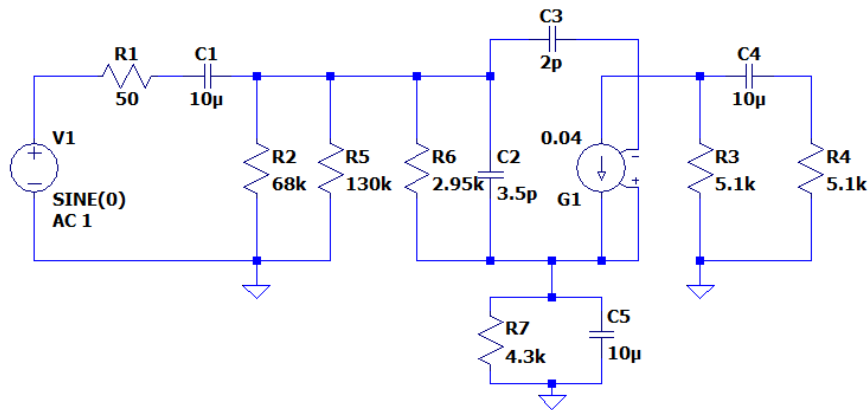 C3
2p
R1
50
C1
10µ
C4
10µ
V1
SINE(0)
AC 1
R2
68k
R5
130k
R6
2.95k
C2
3.5p
0.04
G1
R3
5.1k
R4
5.1k
R7
4.3k
C5
10µ